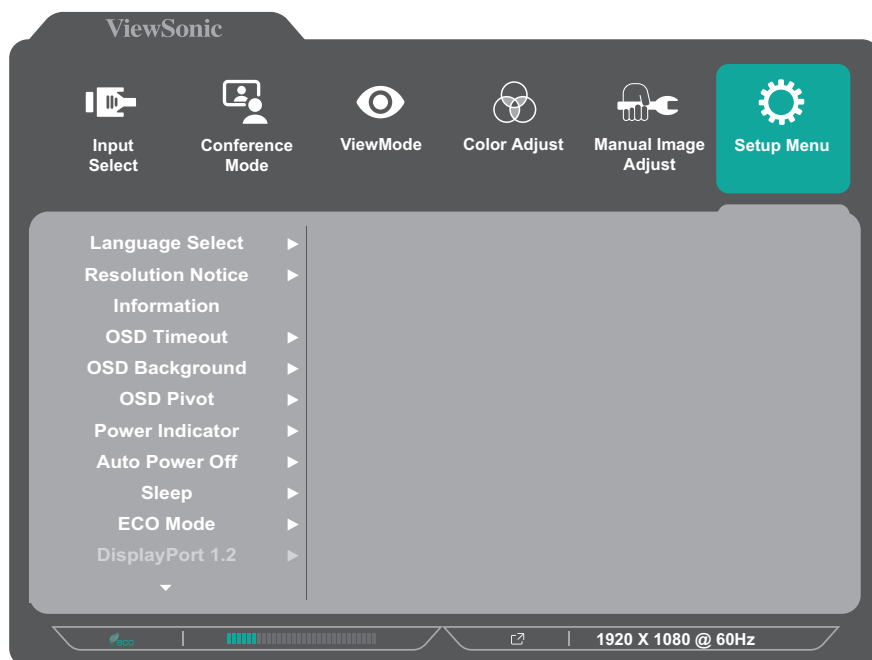 ViewSonic
Input
Select
Conference
Mode
ViewMode
Color Adjust
Manual Image
Adjust
Setup Menu
Language Select
Resolution Notice
Information
OSD Timeout
OSD Background
OSD Pivot
Power Indicator
Auto Power Off
Sleep
ECO Mode
DisplayPort 1.2
eco
1920 X 1080 @ 60Hz